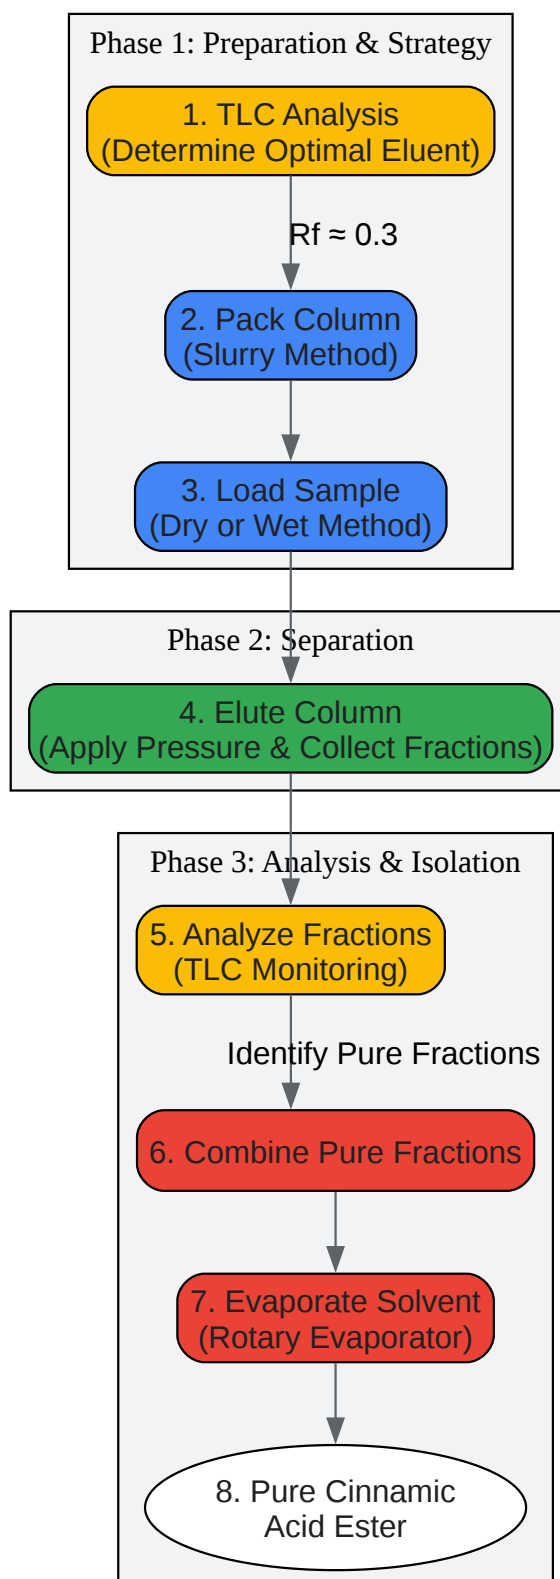 Phase 1: Preparation & Strategy
1. TLC Analysis
(Determine Optimal Eluent)
Rf ≈ 0.3
2. Pack Column
(Slurry Method)
3. Load Sample
(Dry or Wet Method)
Phase 2: Separation
4. Elute Column
(Apply Pressure & Collect Fractions)
Phase 3: Analysis & Isolation
5. Analyze Fractions
(TLC Monitoring)
Identify Pure Fractions
6. Combine Pure Fractions
7. Evaporate Solvent
(Rotary Evaporator)
8. Pure Cinnamic
Acid Ester